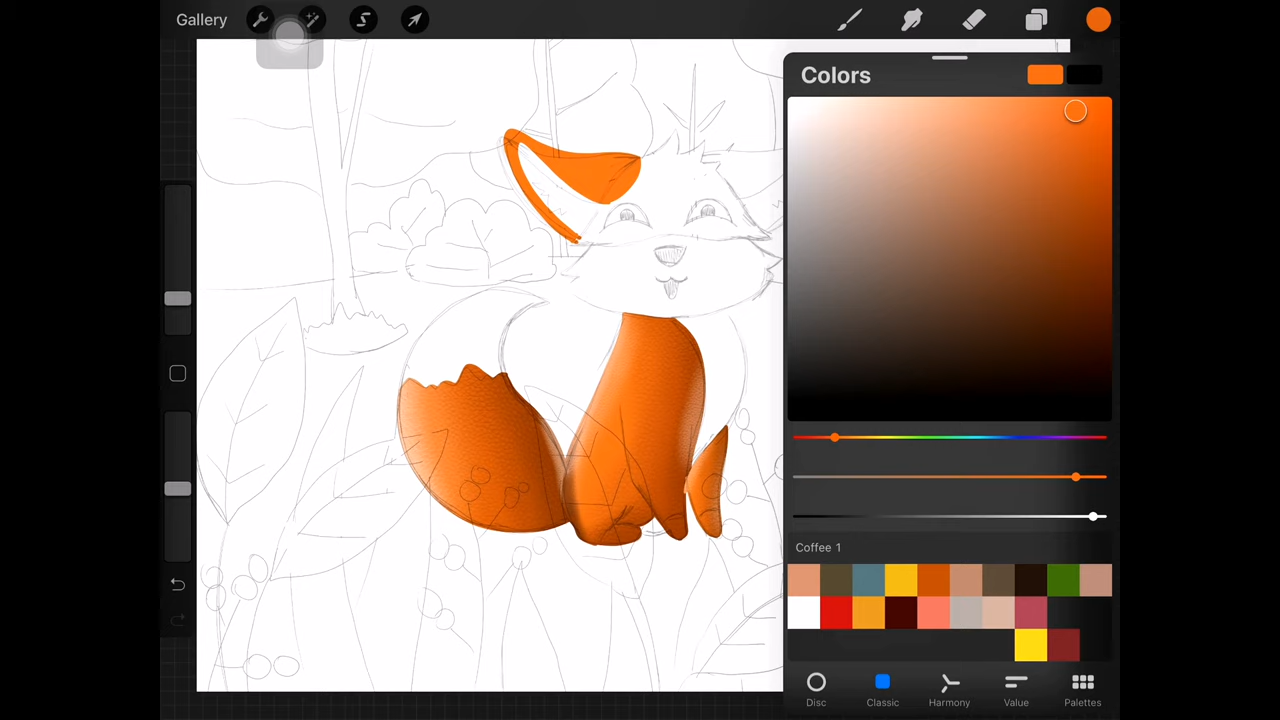 Gallery
Colors
Coffee 1
Disc
Classic
Harmony
Value
Palettes